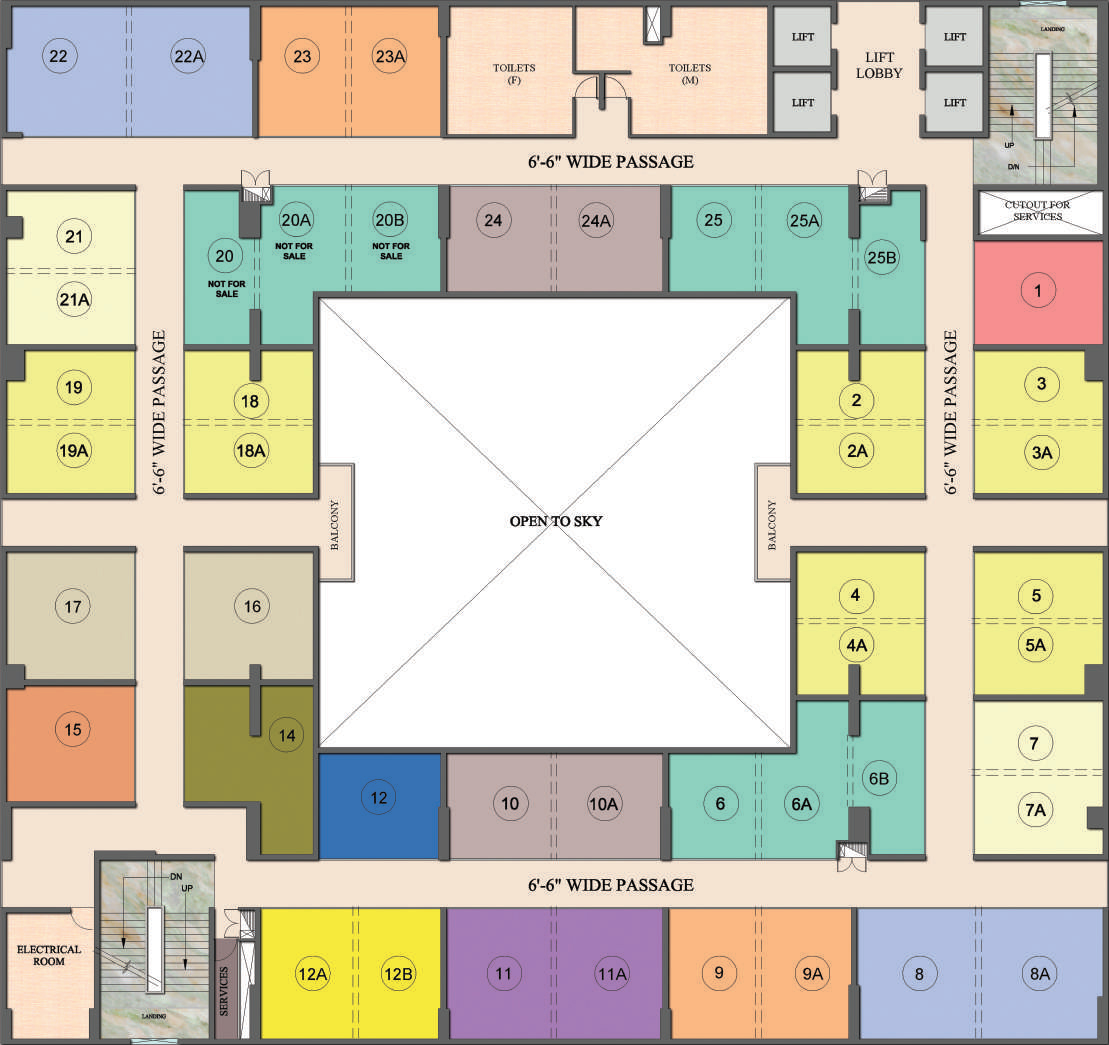 22
22A
23
23A
TOILETS
(F)
TOILETS
(M)
LIFT
LIFT
LIFT
LOBBY
LIFT
LIFT
LANDING
UP
D/N
6'-6" WIDE PASSAGE
21
21A
20
NOT FOR
SALE
20A
NOT FOR
SALE
20B
NOT FOR
SALE
24
24A
25
25A
25B
CUTOUT FOR
SERVICES
1
6'-6" WIDE PASSAGE
6'-6" WIDE PASSAGE
19
19A
18
18A
2
2A
3
3A
BALCONY
OPEN TO SKY
BALCONY
17
16
4
4A
5
5A
15
14
12
10
10A
6
6A
6B
7
7A
6'-6" WIDE PASSAGE
DN
UP
LANDING
ELECTRICAL
ROOM
SERVICES
12A
12B
11
11A
9
9A
8
8A